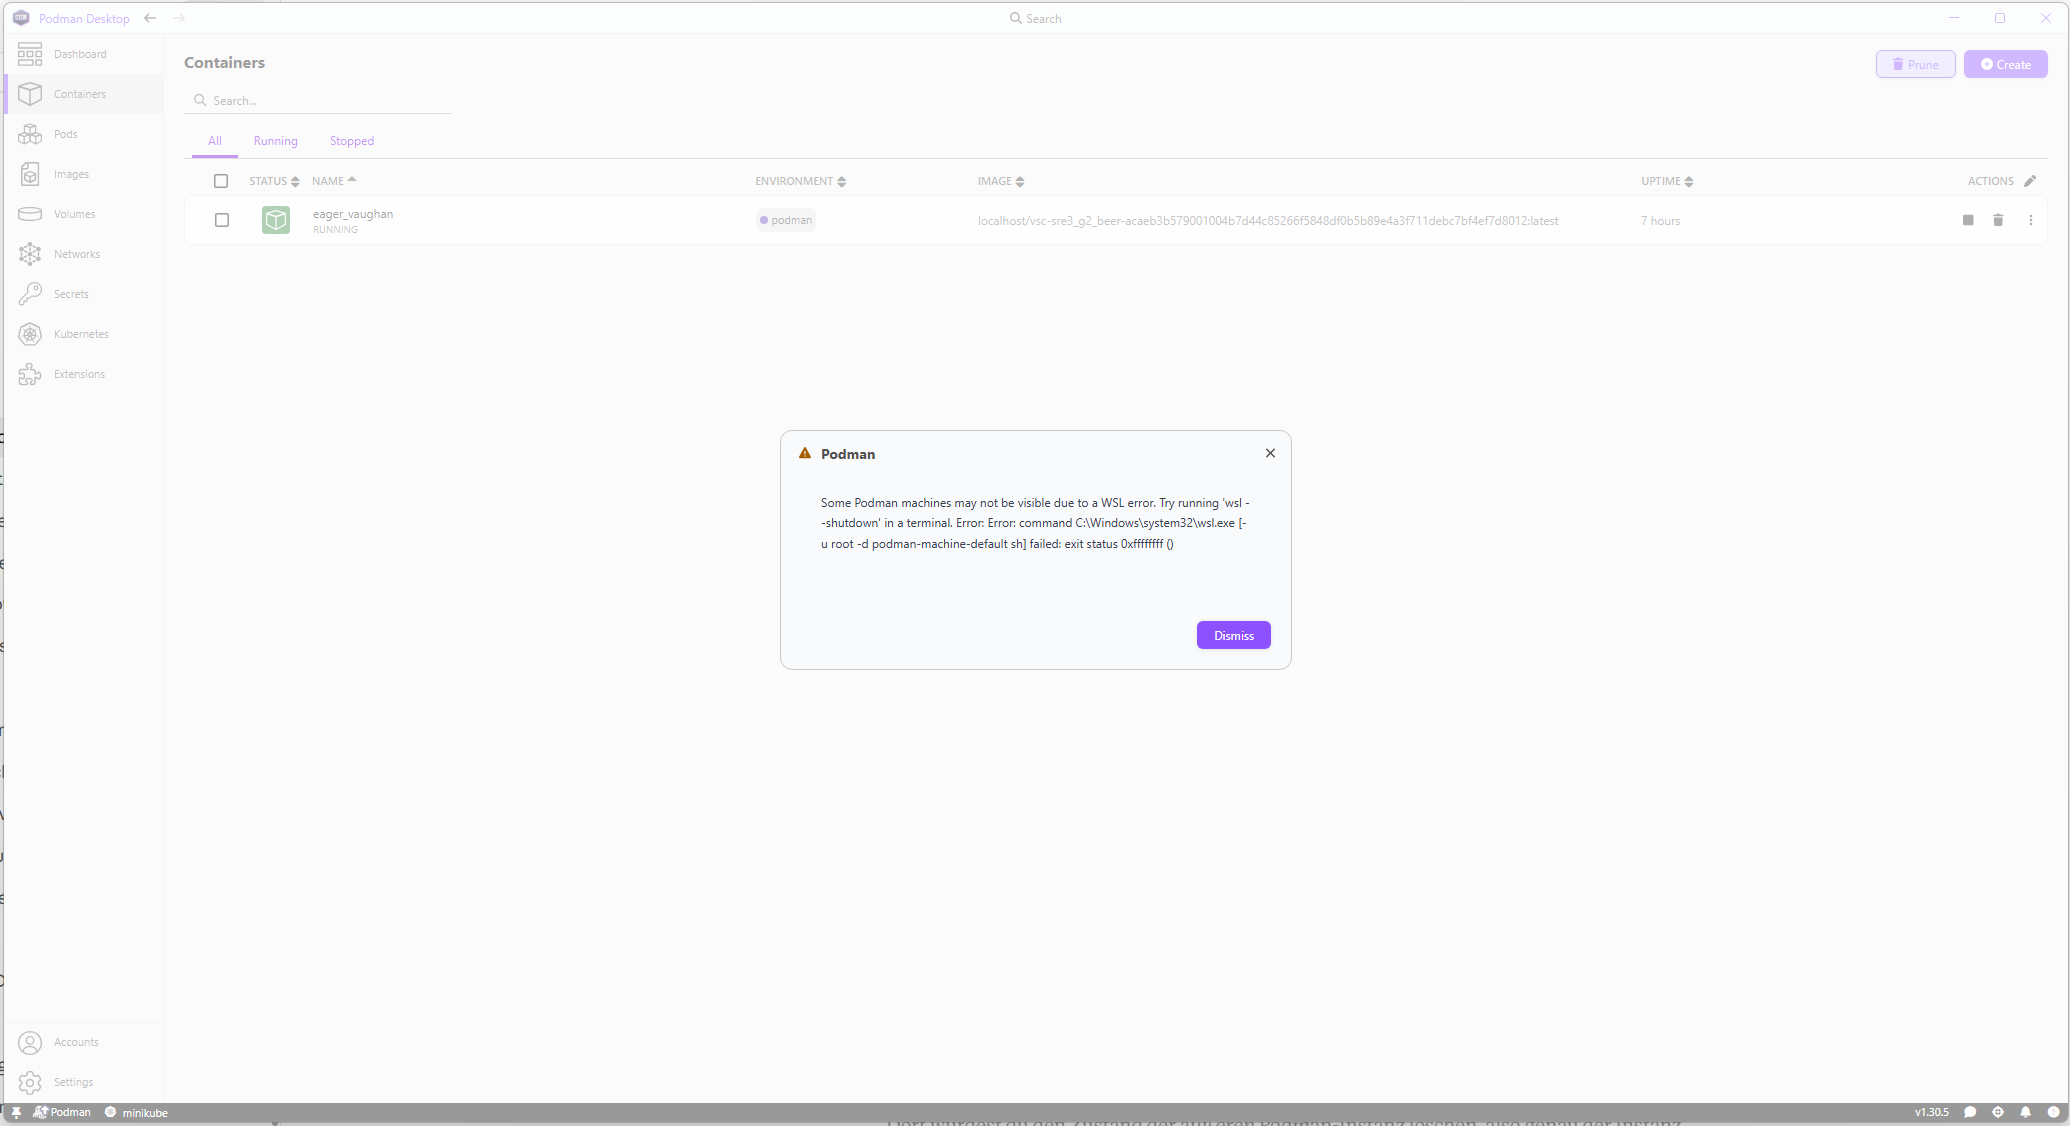 Podman Desktop
Search
Dashboard
Containers
Pods
Images
Volumes
Networks
Secrets
Kubernetes
Extensions
Accounts
Settings
Containers
Prune
Create
Search...
All Running Stopped
STATUS NAME ENVIRONMENT IMAGE UPTIME ACTIONS
eager_vaughan
RUNNING
podman
localhost/vsc-sre3_g2_beer-acaeb3b579001004b7d44c85266f5848df0b5b89e4a3f711debc7bf4ef7d8012:latest
7 hours
Podman
Some Podman machines may not be visible due to a WSL error. Try running 'wsl -
-shutdown' in a terminal. Error: Error: command C:\Windows\system32\wsl.exe [-
u root -d podman-machine-default sh] failed: exit status 0xffffffff ()
Dismiss
Podman minikube
v1.30.5